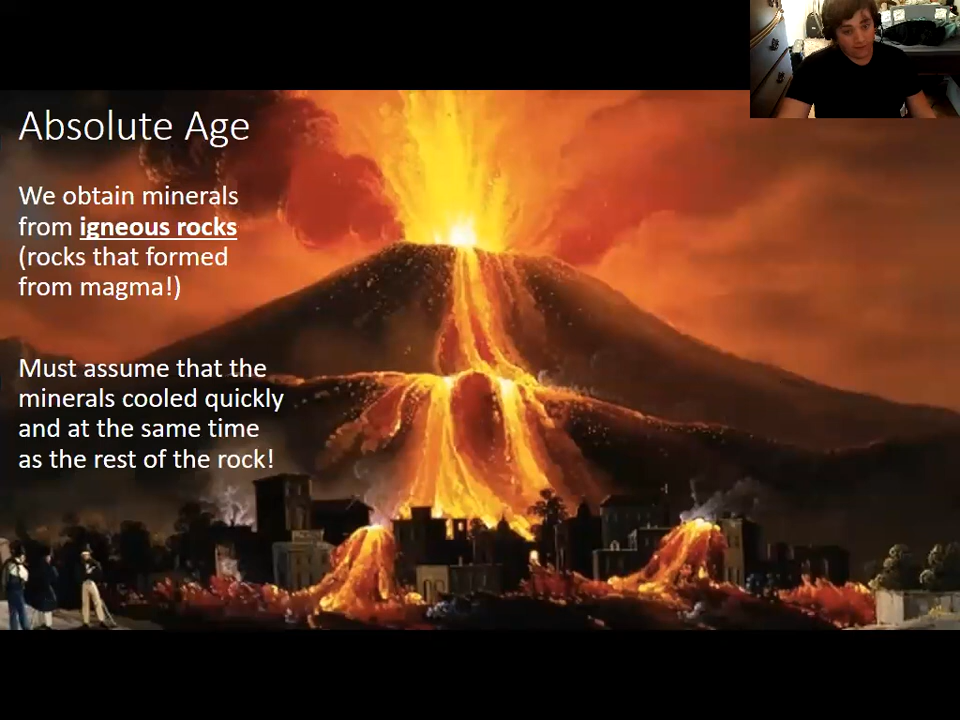 Absolute Age
We obtain minerals
from igneous rocks
(rocks that formed
from magma!)
Must assume that the
minerals cooled quickly
and at the same time
as the rest of the rock!